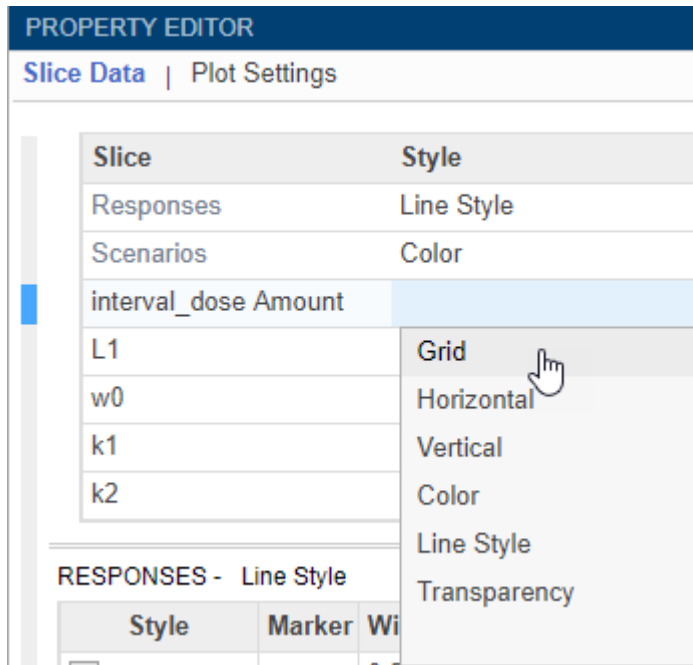 PROPERTY EDITOR
Slice Data | Plot Settings
Slice Style
Responses Line Style
Scenarios Color
interval_dose Amount
L1 Grid
w0 Horizontal
k1 Vertical
k2 Color
Line Style
RESPONSES - Line Style
Transparency
Style Marker